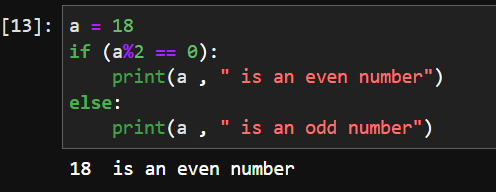 [13]: a = 18
if (a%2 == 0):
    print(a , " is an even number")
else:
    print(a , " is an odd number")
18  is an even number